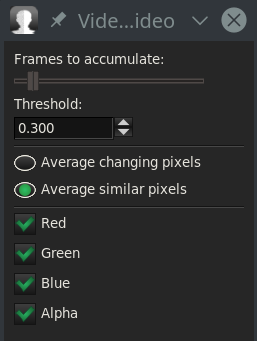 Vide...ideo
Frames to accumulate:
Threshold:
0.300
Average changing pixels
Average similar pixels
Red
Green
Blue
Alpha